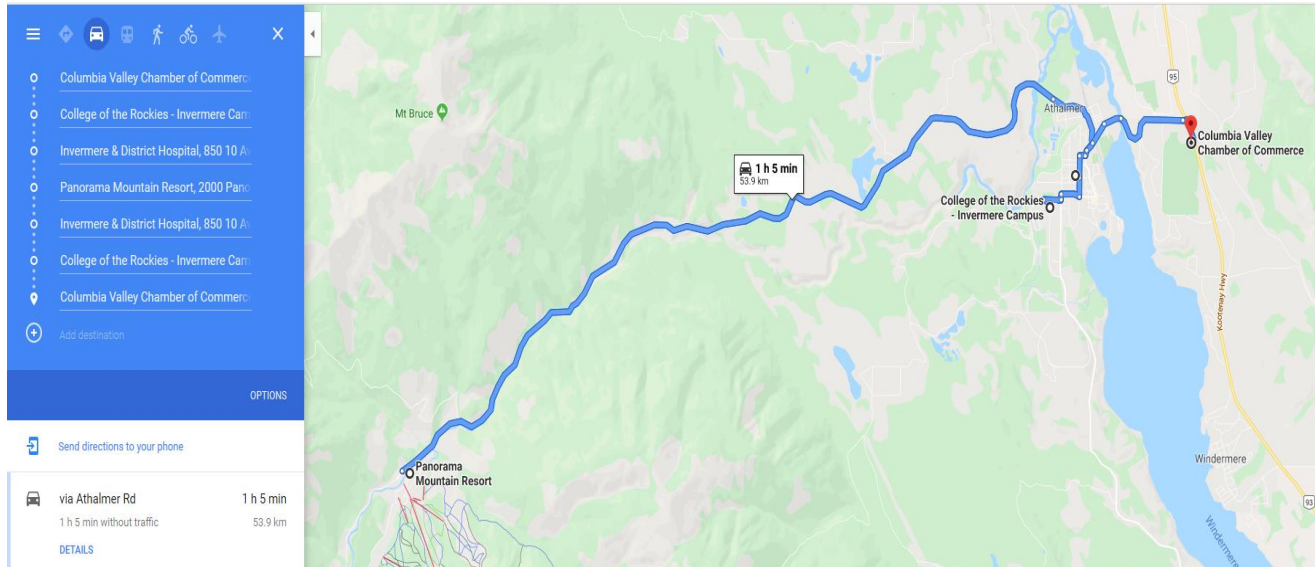 Columbia Valley Chamber of Commerc
College of the Rockies - Invermere Cam
Invermere & District Hospital, 850 10 Av
Panorama Mountain Resort, 2000 Pano
Invermere & District Hospital, 850 10 Av
College of the Rockies - Invermere Cam
Columbia Valley Chamber of Commerc
Add destination
OPTIONS
Send directions to your phone
via Athalmer Rd
1 h 5 min
1 h 5 min without traffic
53.9 km
DETAILS
Mt Bruce
1 h 5 min
53.9 km
Athalmer
95
Columbia Valley
Chamber of Commerce
College of the Rockies
- Invermere Campus
Kootenay Hwy
Panorama
Mountain Resort
Windermere
93
Windermere